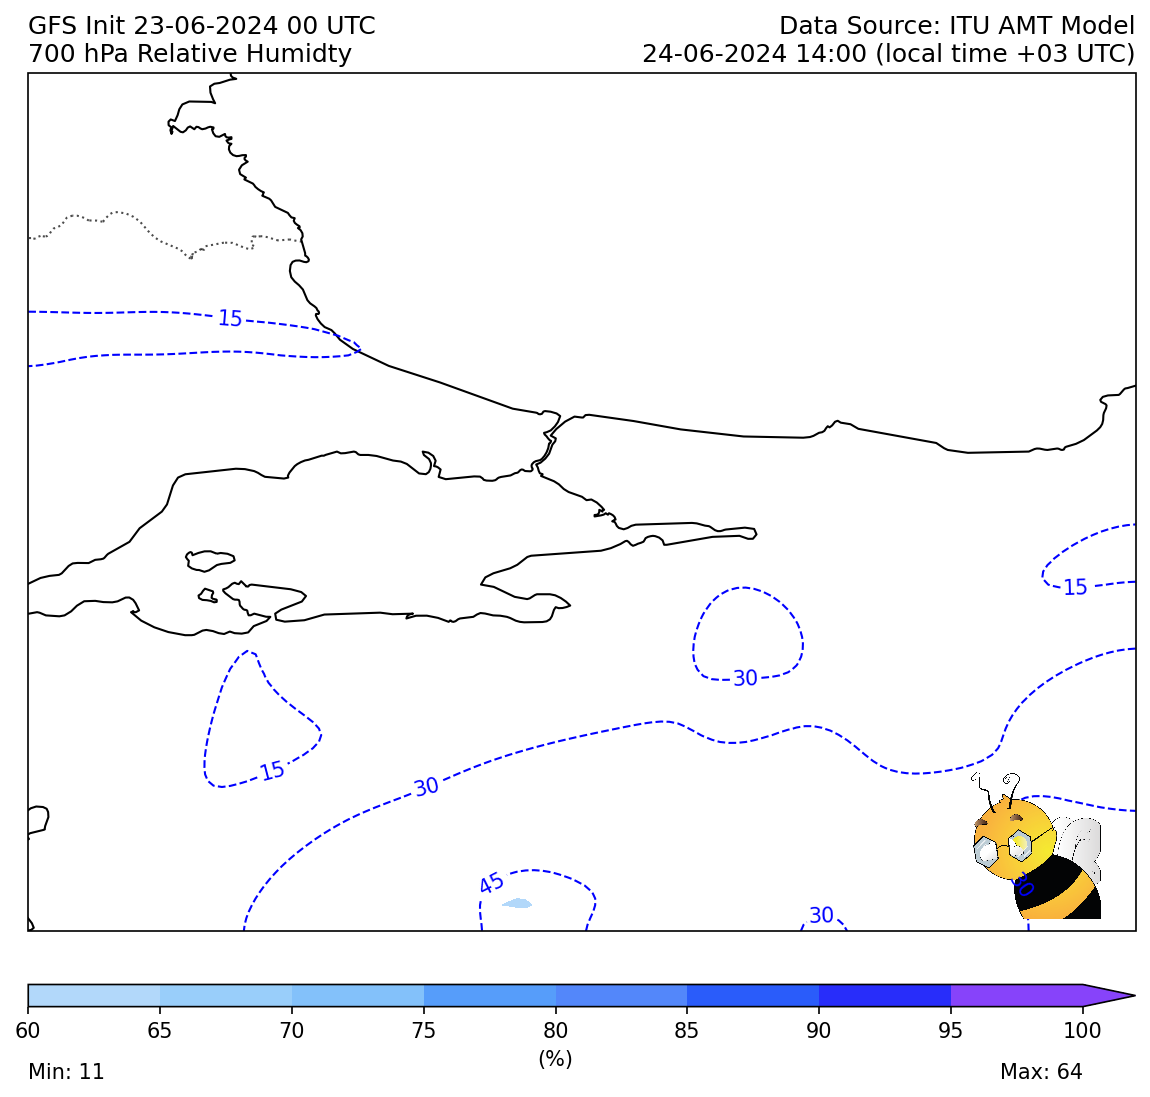 GFS Init 23-06-2024 00 UTC
Data Source: ITU AMT Model
700 hPa Relative Humidty
24-06-2024 14:00 (local time +03 UTC)
15
15
30
15
30
45
30
30
60 65 70 75 80 85 90 95 100
(%)
Min: 11
Max: 64